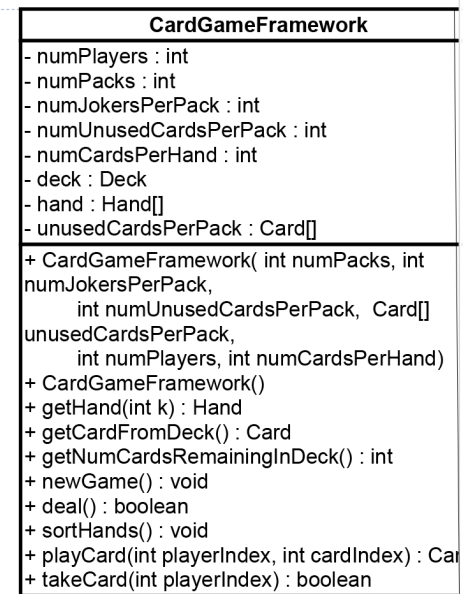 CardGameFramework
- numPlayers : int
- numPacks : int
- numJokersPerPack : int
- numUnusedCardsPerPack : int
- numCardsPerHand : int
- deck : Deck
- hand : Hand[]
- unusedCardsPerPack : Card[]
+ CardGameFramework( int numPacks, int
numJokersPerPack,
int numUnusedCardsPerPack, Card[]
unusedCardsPerPack,
int numPlayers, int numCardsPerHand)
+ CardGameFramework()
+ getHand(int k) : Hand
+ getCardFromDeck() : Card
+ getNumCardsRemainingInDeck() : int
+ newGame() : void
+ deal() : boolean
+ sortHands() : void
+ playCard(int playerIndex, int cardIndex) : Car
+ takeCard(int playerIndex) : boolean